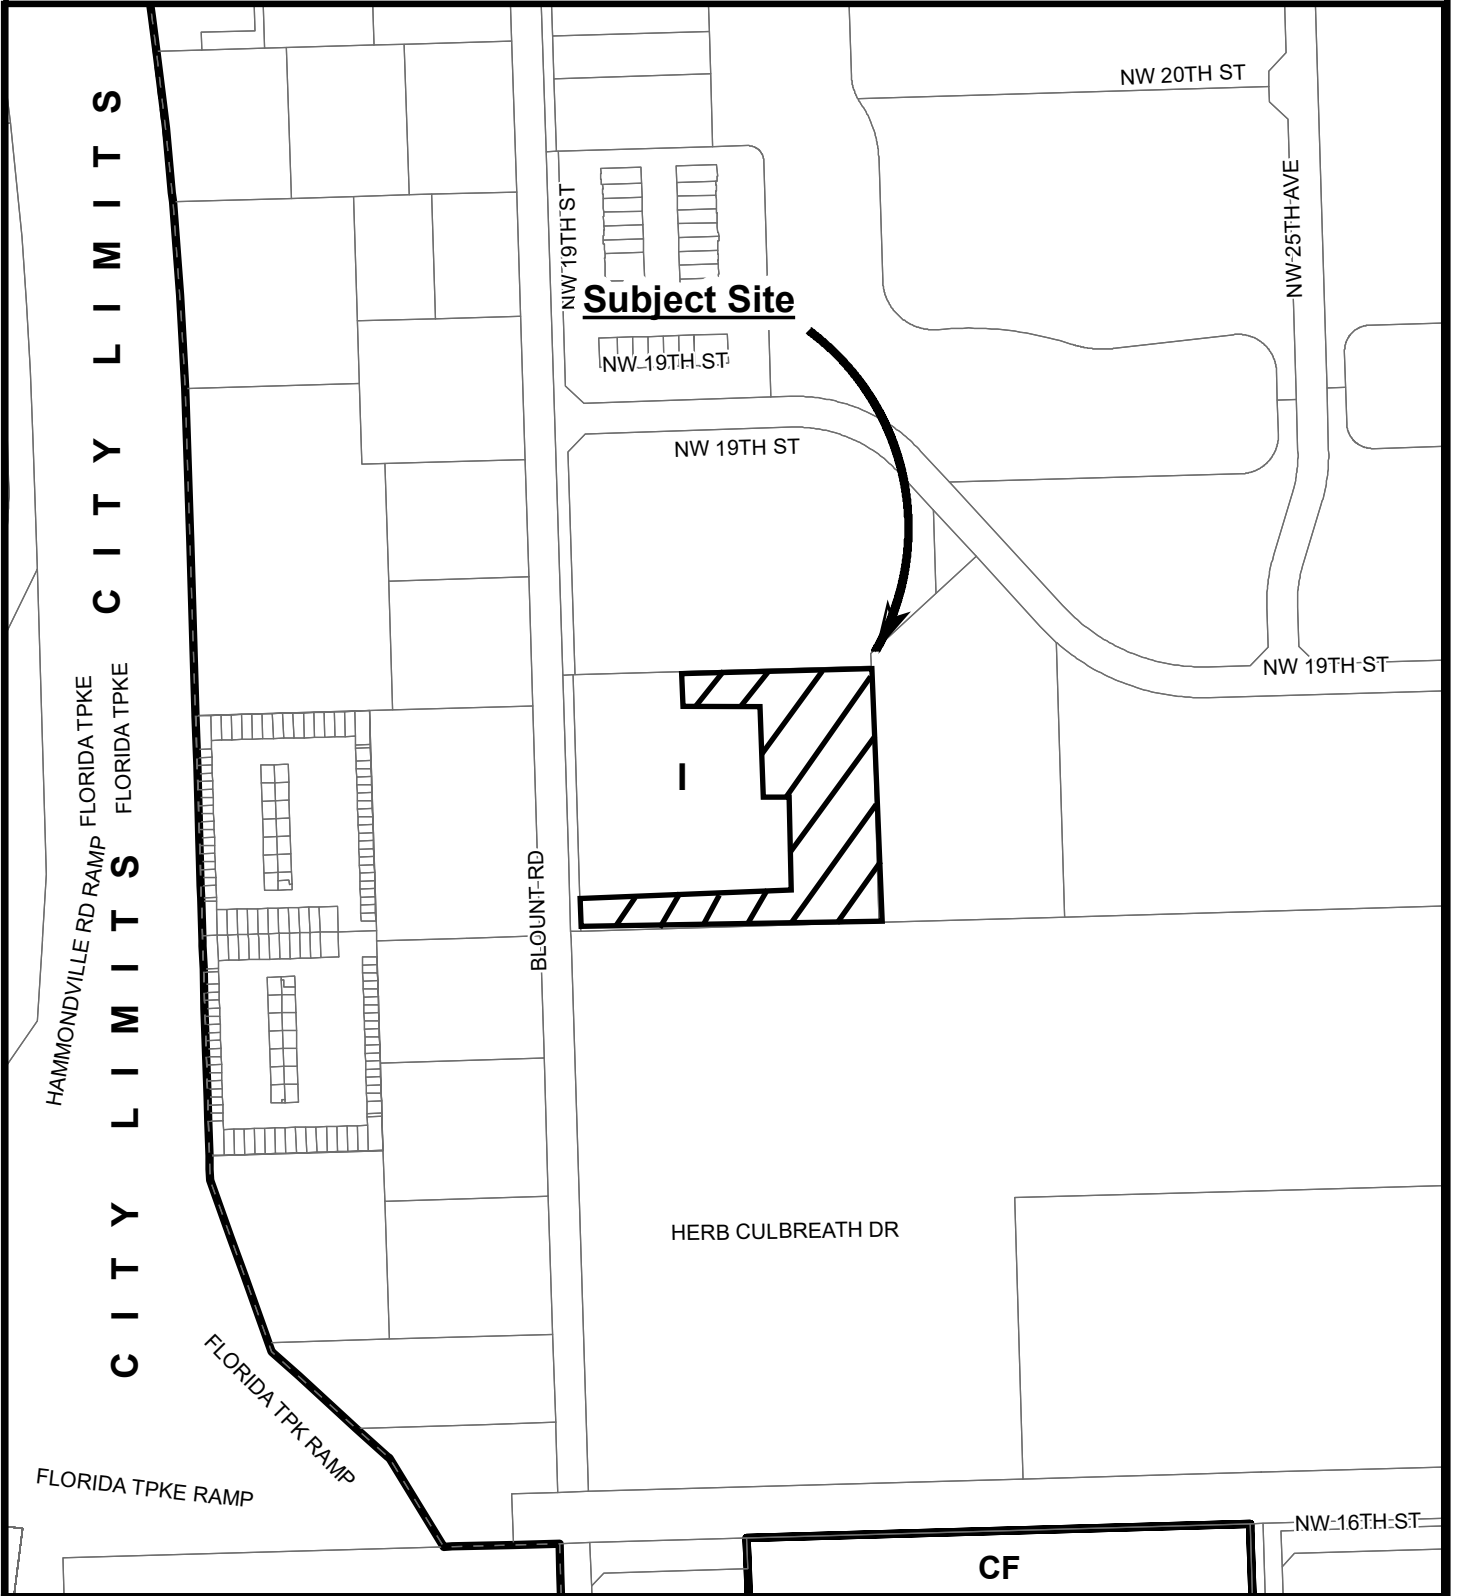 NW 20TH ST
NW 25TH AVE
NW 19TH ST
Subject Site
NW 19TH ST
NW 19TH ST
NW 19TH ST
CITY LIMITS
FLORIDA TPKE
FLORIDA TPKE
I
BLOUNT RD
HAMMONDVILLE RD RAMP
CITY LIMITS
HERB CULBREATH DR
FLORIDA TPK RAMP
FLORIDA TPKE RAMP
NW 16TH ST
CF